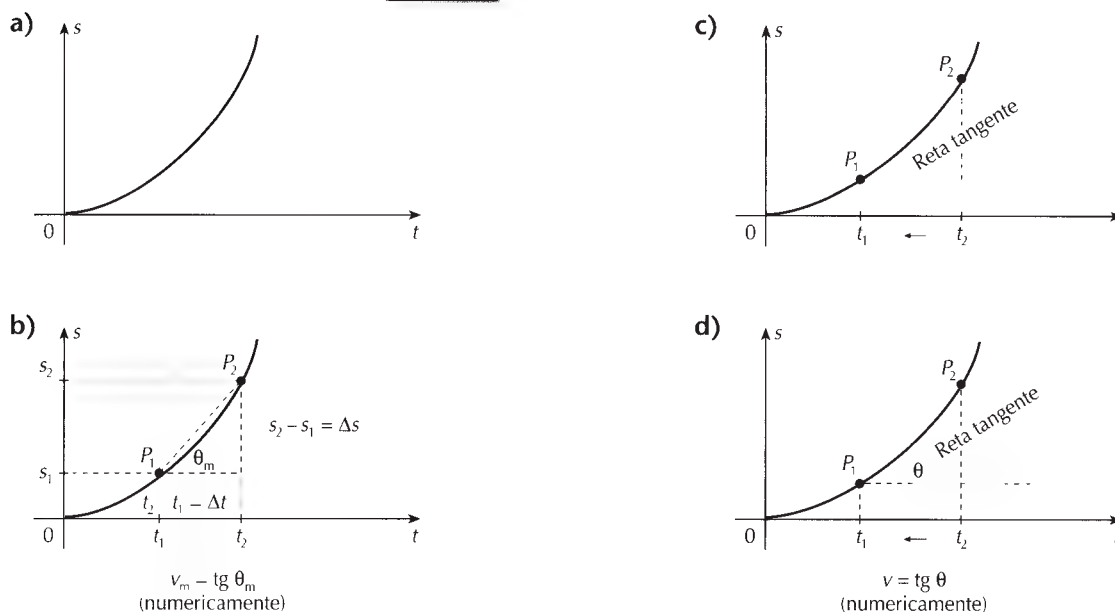 a)
s
0
t
b)
s
s₂
P₂
s₂ – s₁ = Δs
P₁
θₘ
s₁
t₂ t₁ – Δt
0
t₁
t₂
t
vₘ – tg θₘ
(numericamente)
c)
s
P₂
Reta tangente
P₁
0
t₁
←
t₂
d)
s
P₂
Reta tangente
P₁
θ
0
t₁
←
t₂
v = tg θ
(numericamente)